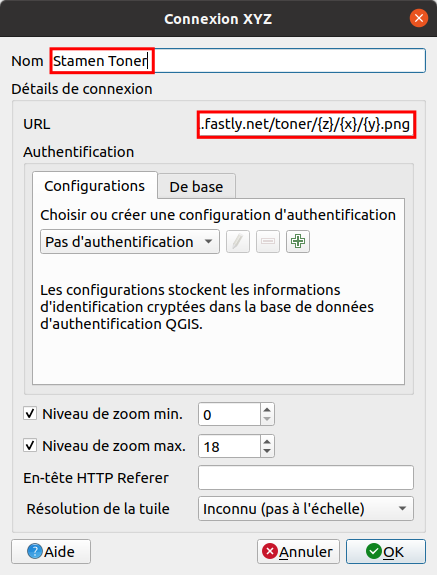 Connexion XYZ
Nom Stamen Toner
Détails de connexion
URL .fastly.net/toner/{z}/{x}/{y}.png
Authentification
Configurations De base
Choisir ou créer une configuration d'authentification
Pas d'authentification
Les configurations stockent les informations
d'identification cryptées dans la base de données
d'authentification QGIS.
Niveau de zoom min. 0
Niveau de zoom max. 18
En-tête HTTP Referer
Résolution de la tuile Inconnu (pas à l'échelle)
Aide Annuler OK